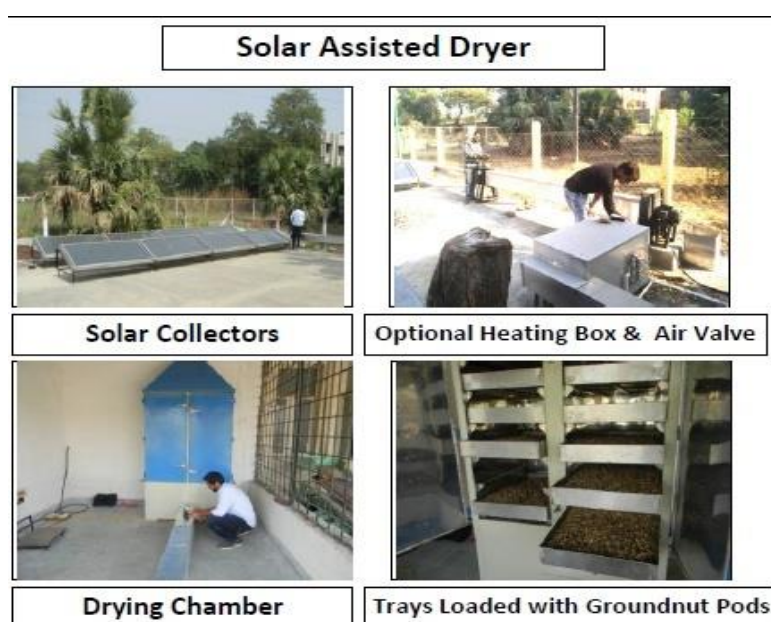 Solar Assisted Dryer
Solar Collectors
Optional Heating Box & Air Valve
Drying Chamber
Trays Loaded with Groundnut Pods